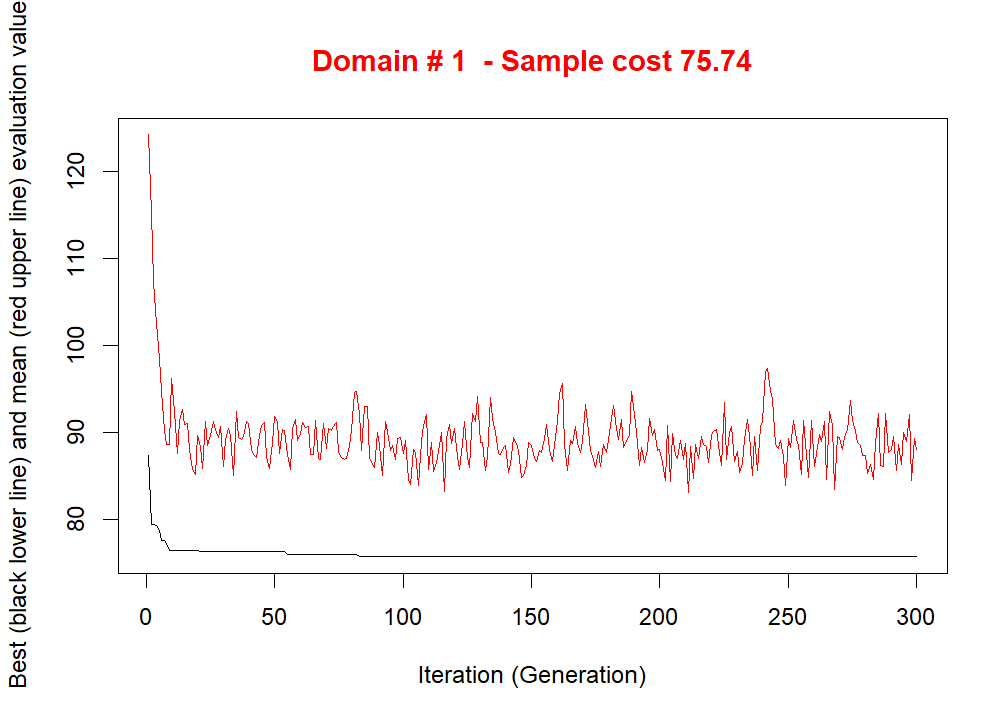 Domain # 1  - Sample cost 75.74
Best (black lower line) and mean (red upper line) evaluation value
120
110
100
90
80
0 50 100 150 200 250 300
Iteration (Generation)